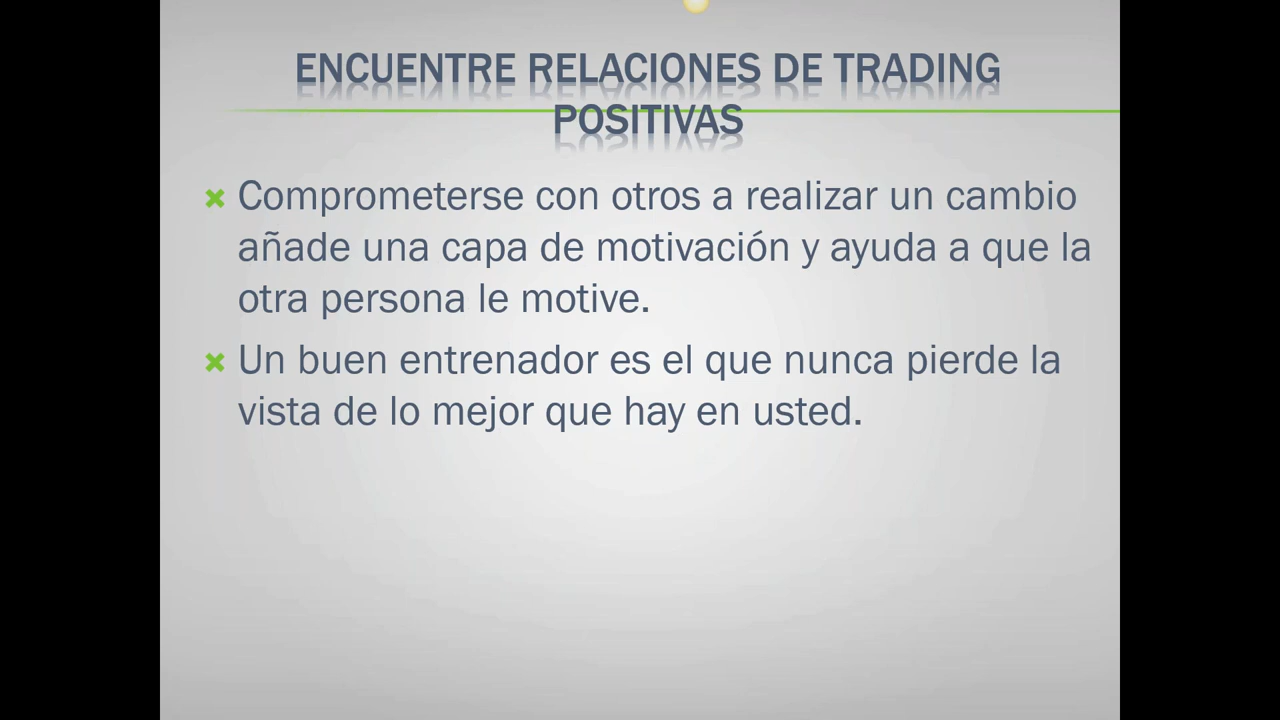 ENCUENTRE RELACIONES DE TRADING
POSITIVAS
Comprometerse con otros a realizar un cambio
añade una capa de motivación y ayuda a que la
otra persona le motive.
Un buen entrenador es el que nunca pierde la
vista de lo mejor que hay en usted.